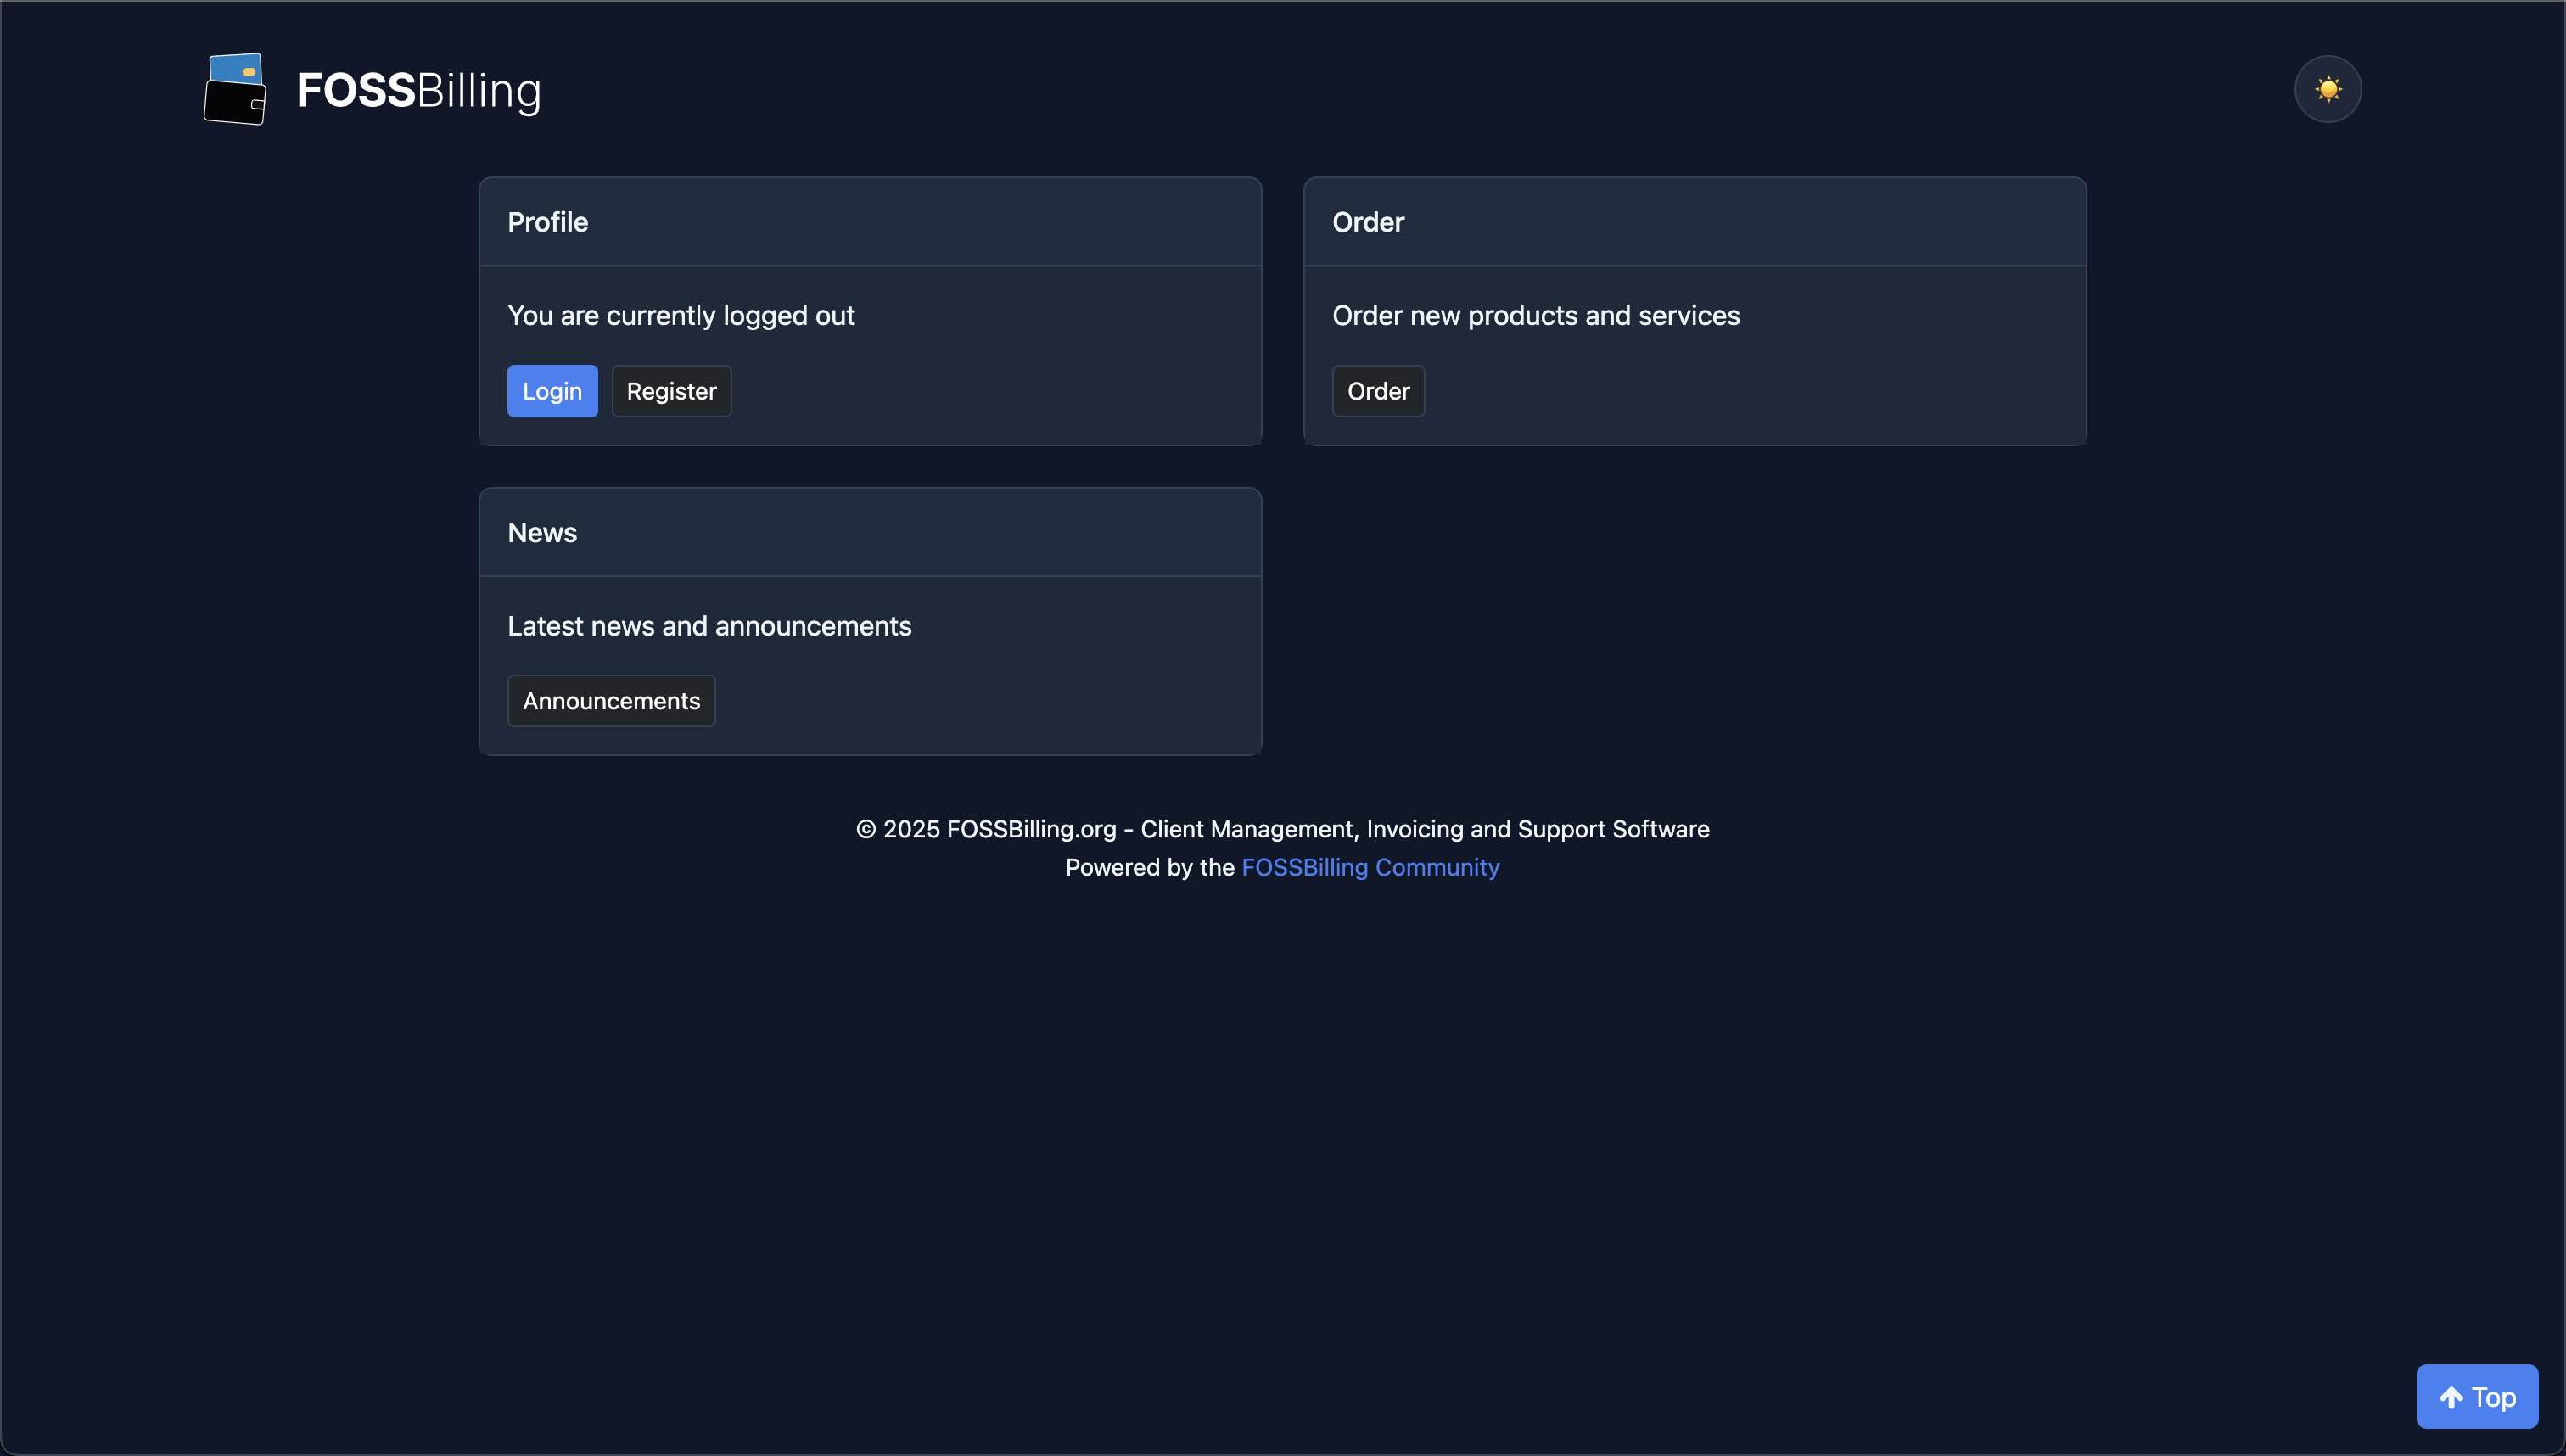 FOSSBilling
Profile
You are currently logged out
Login
Register
Order
Order new products and services
Order
News
Latest news and announcements
Announcements
© 2025 FOSSBilling.org - Client Management, Invoicing and Support Software
Powered by the FOSSBilling Community
Top